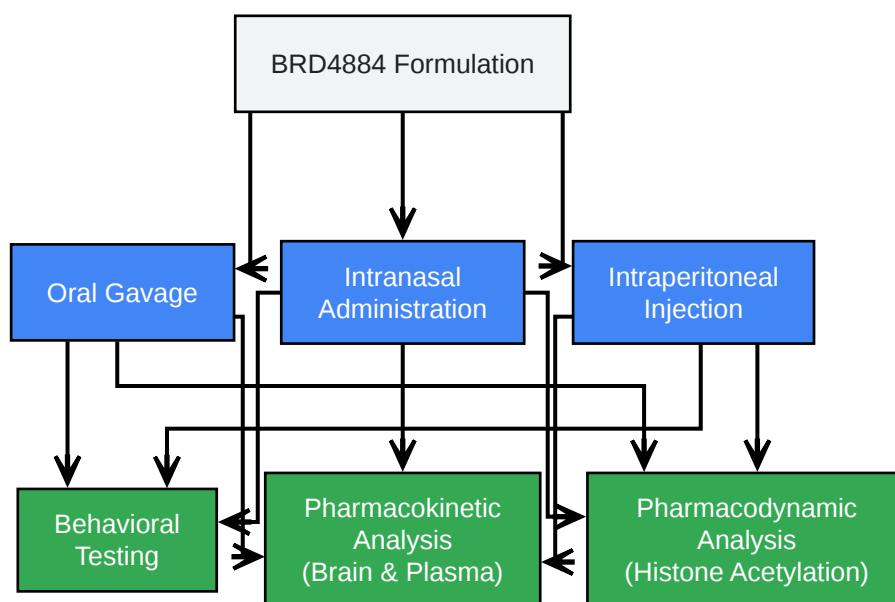 BRD4884 Formulation
Oral Gavage
Intranasal
Administration
Intraperitoneal
Injection
Behavioral
Testing
Pharmacokinetic
Analysis
(Brain & Plasma)
Pharmacodynamic
Analysis
(Histone Acetylation)